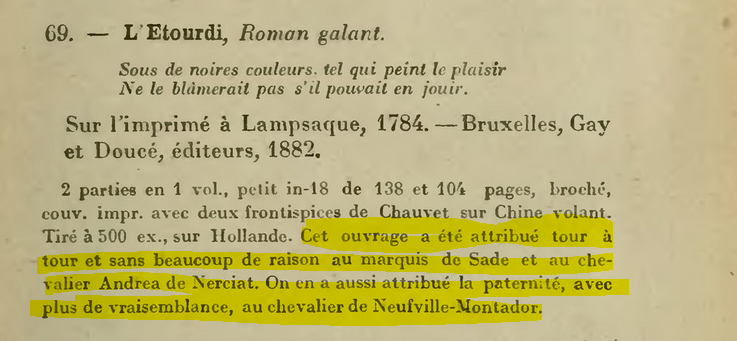 69. — L'Etourdi, Roman galant.
Sous de noires couleurs. tel qui peint le plaisir
Ne le blâmerait pas s'il pouvait en jouir.
Sur l'imprimé à Lampsaque, 1784. — Bruxelles, Gay
et Doucé, éditeurs, 1882.
2 parties en 1 vol., petit in-18 de 138 et 104 pages, broché,
couv. impr. avec deux frontispices de Chauvet sur Chine volant.
Tiré à 500 ex., sur Hollande. Cet ouvrage a été attribué tour à
tour et sans beaucoup de raison au marquis de Sade et au che-
valier Andrea de Nerciat. On en a aussi attribué la paternité, avec
plus de vraisemblance, au chevalier de Neufville-Montador.